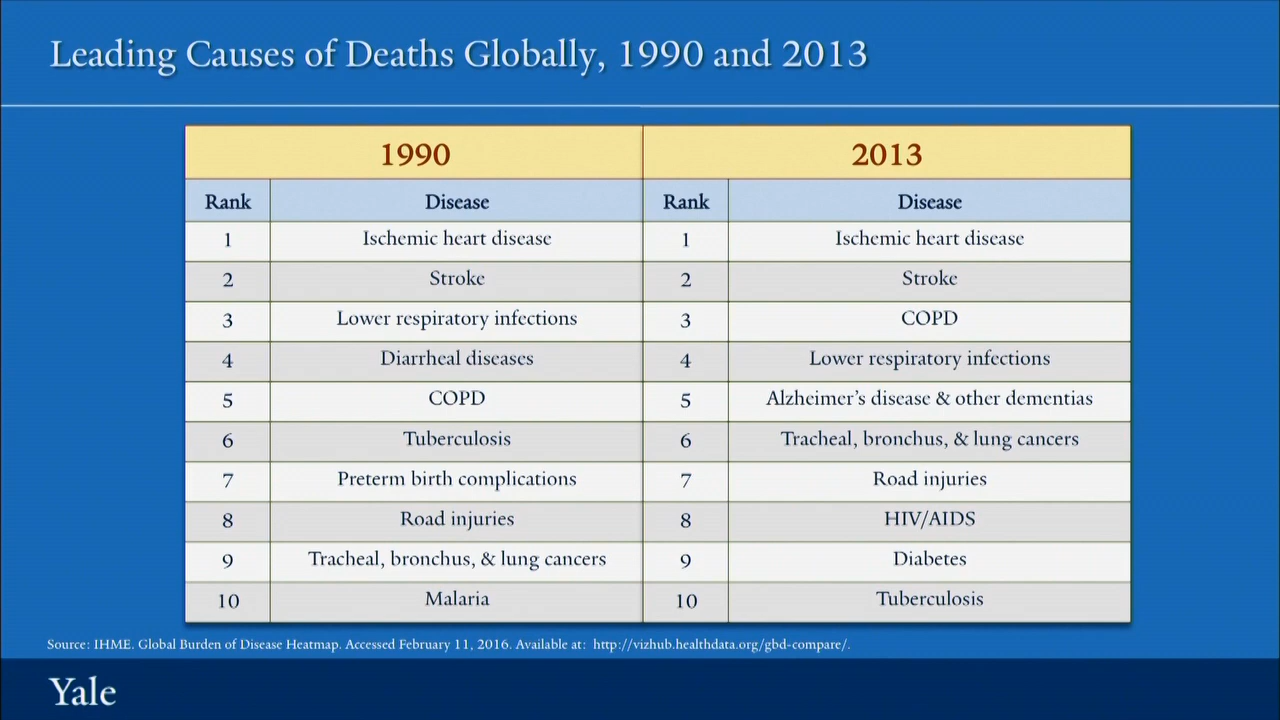 Leading Causes of Deaths Globally, 1990 and 2013
1990 2013
Rank Disease Rank Disease
1 Ischemic heart disease 1 Ischemic heart disease
2 Stroke 2 Stroke
3 Lower respiratory infections 3 COPD
4 Diarrheal diseases 4 Lower respiratory infections
5 COPD 5 Alzheimer's disease & other dementias
6 Tuberculosis 6 Tracheal, bronchus, & lung cancers
7 Preterm birth complications 7 Road injuries
8 Road injuries 8 HIV/AIDS
9 Tracheal, bronchus, & lung cancers 9 Diabetes
10 Malaria 10 Tuberculosis
Source: IHME. Global Burden of Disease Heatmap. Accessed February 11, 2016. Available at: http://vizhub.healthdata.org/gbd-compare/.
Yale